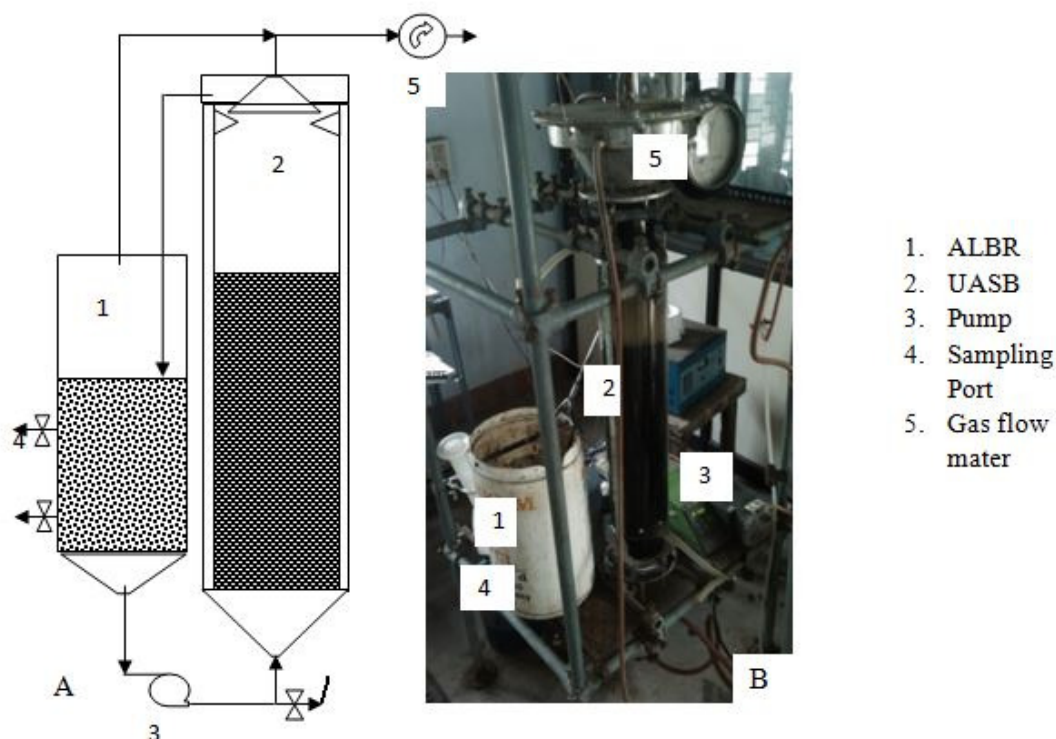 5
2
1
4
A
3
5
2
3
1
M
4
B
1. ALBR
2. UASB
3. Pump
4. Sampling
Port
5. Gas flow
mater